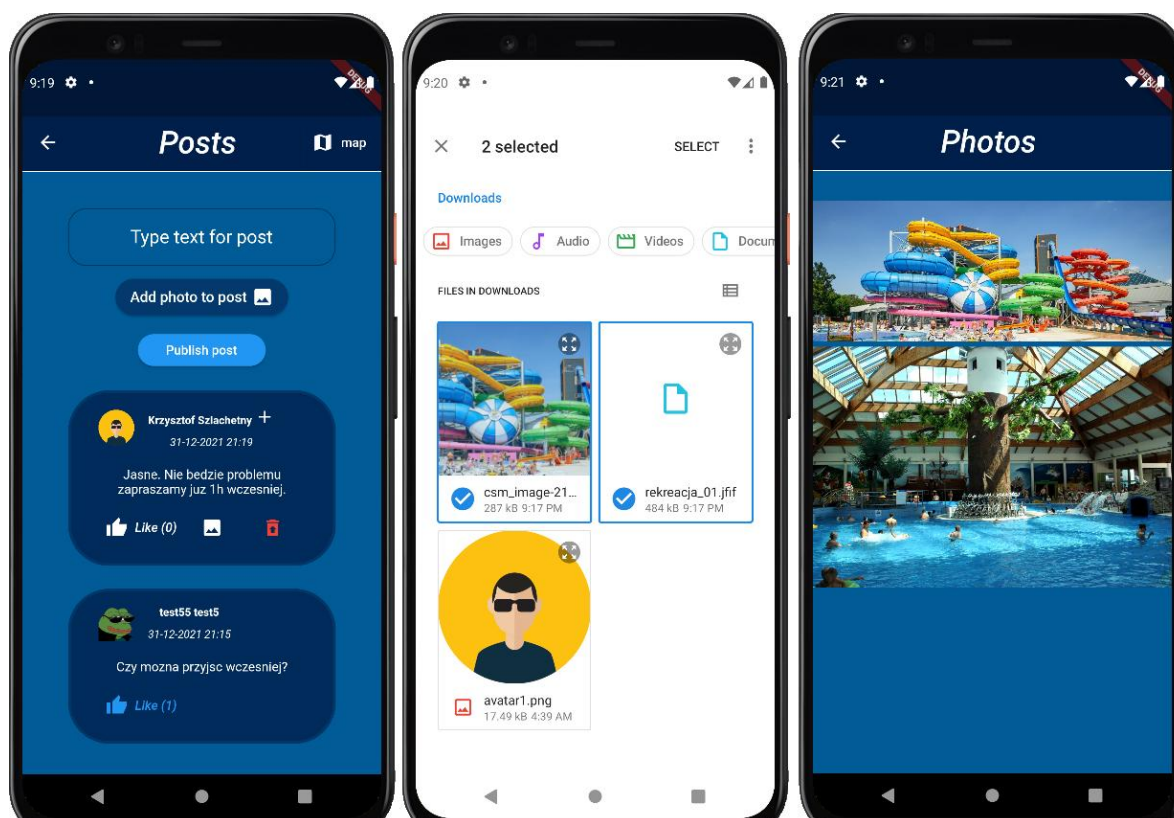 9:19
DEBUG
Posts
map
Type text for post
Add photo to post
Publish post
Krzysztof Szlachetny
31-12-2021 21:19
Jasne. Nie bedzie problemu
zapraszamy juz 1h wczesniej.
Like (0)
test55 test5
31-12-2021 21:15
Czy mozna przyjsc wczesniej?
Like (1)
9:20
2 selected
SELECT
Downloads
Images
Audio
Videos
Docum
FILES IN DOWNLOADS
csm_image-21...
287 kB 9:17 PM
rekreacja_01.jfif
484 kB 9:17 PM
avatar1.png
17.49 kB 4:39 AM
9:21
DEBUG
Photos